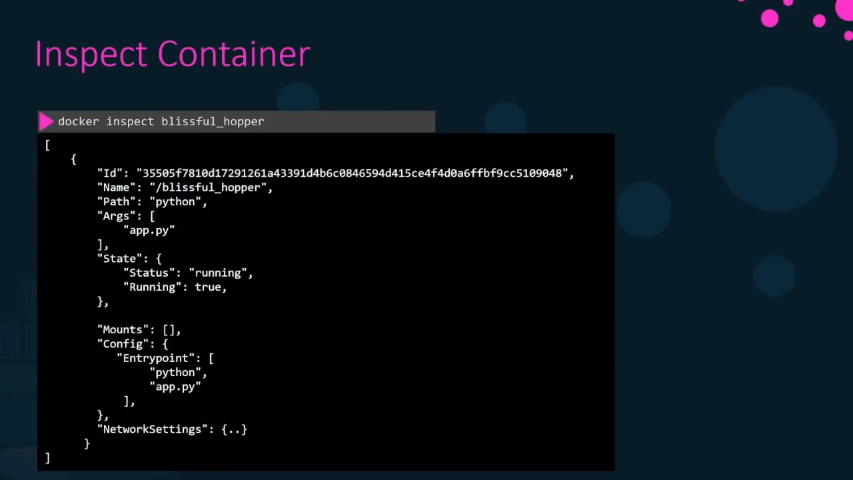 Inspect Container
docker inspect blissful_hopper
[
{
"Id": "35505f7810d17291261a43391d4b6c0846594d415ce4f4d0a6ffbf9cc5109048",
"Name": "/blissful_hopper",
"Path": "python",
"Args": [
"app.py"
],
"State": {
"Status": "running",
"Running": true,
},
"Mounts": [],
"Config": {
"Entrypoint": [
"python",
"app.py"
],
},
"NetworkSettings": {..}
}
]